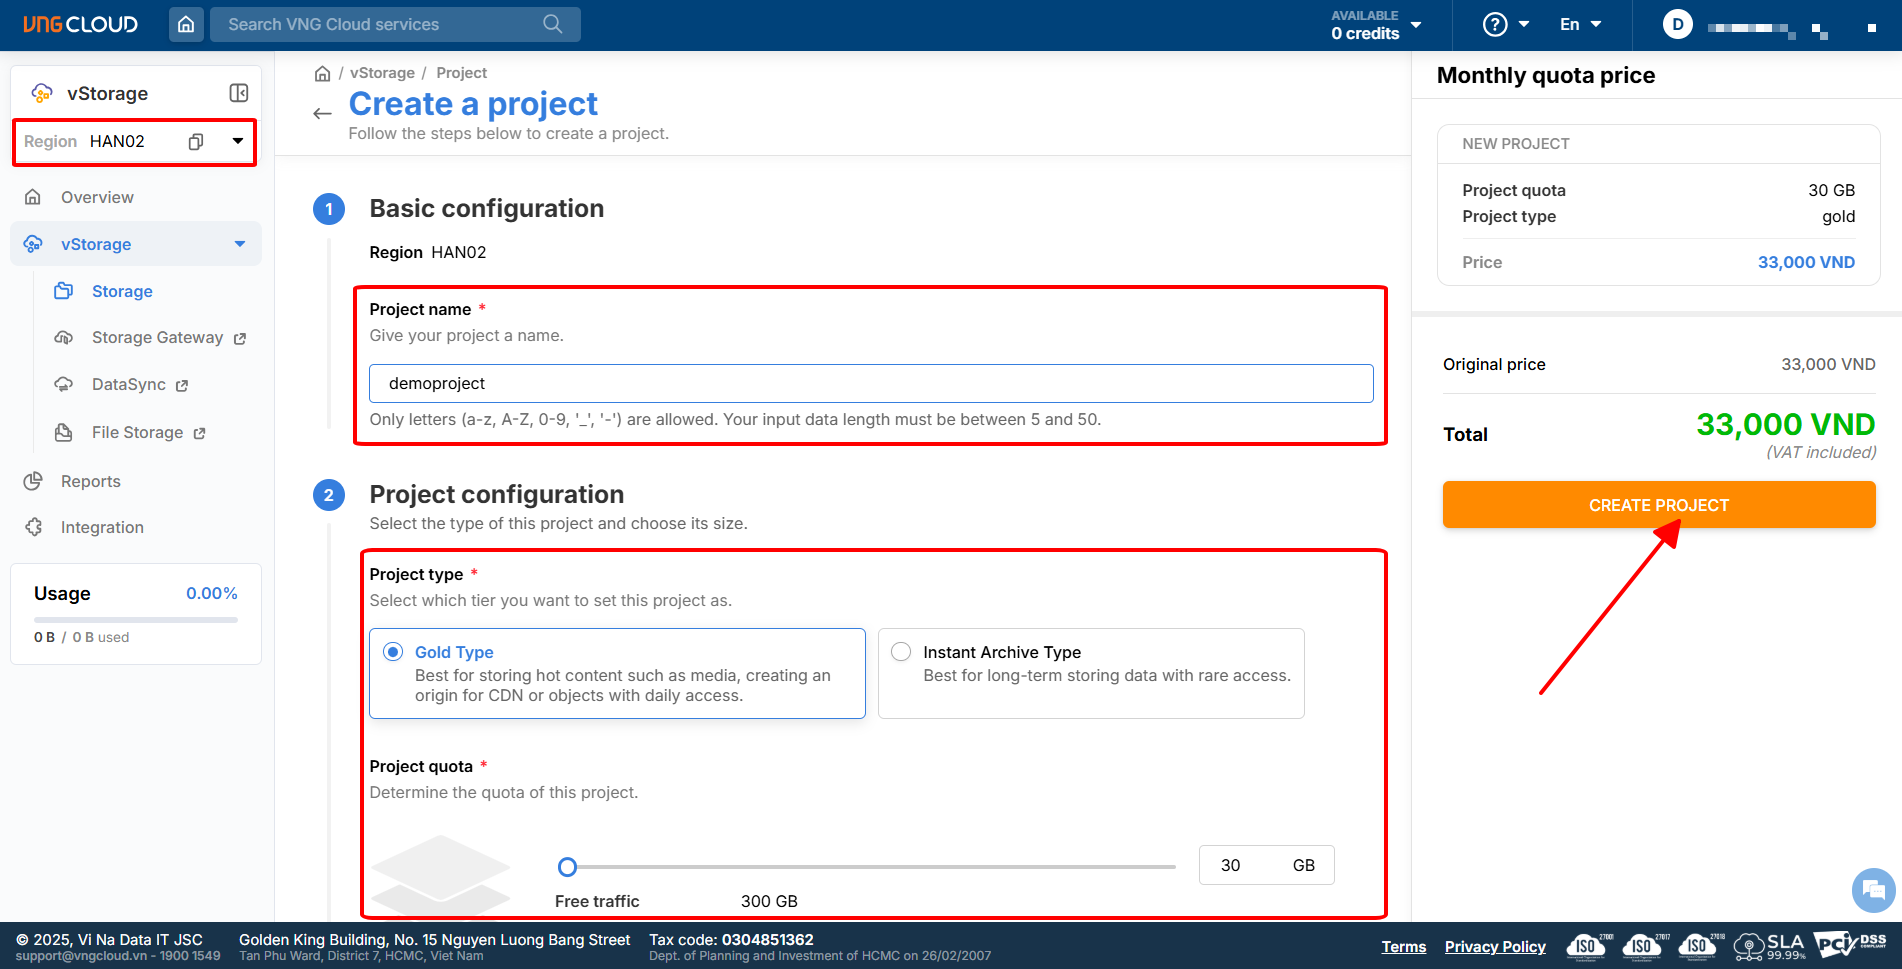 VNG CLOUD
Search VNG Cloud services
AVAILABLE
0 credits
?
En
D
vStorage
Region HAN02
Overview
vStorage
Storage
Storage Gateway
DataSync
File Storage
Reports
Integration
Usage 0.00%
0 B / 0 B used
/ vStorage / Project
Create a project
Follow the steps below to create a project.
1 Basic configuration
Region HAN02
Project name *
Give your project a name.
demoproject
Only letters (a-z, A-Z, 0-9, '_', '-') are allowed. Your input data length must be between 5 and 50.
2 Project configuration
Select the type of this project and choose its size.
Project type *
Select which tier you want to set this project as.
Gold Type
Best for storing hot content such as media, creating an
origin for CDN or objects with daily access.
Instant Archive Type
Best for long-term storing data with rare access.
Project quota *
Determine the quota of this project.
30 GB
Free traffic 300 GB
Monthly quota price
NEW PROJECT
Project quota 30 GB
Project type gold
Price 33,000 VND
Original price 33,000 VND
Total 33,000 VND
(VAT included)
CREATE PROJECT
© 2025, Vi Na Data IT JSC
support@vngcloud.vn - 1900 1549
Golden King Building, No. 15 Nguyen Luong Bang Street
Tan Phu Ward, District 7, HCMC, Viet Nam
Tax code: 0304851362
Dept. of Planning and Investment of HCMC on 26/02/2007
Terms
Privacy Policy
ISO 27001
ISO 27017
ISO 27018
SLA
99.99%
PCI DSS
COMPLIANT